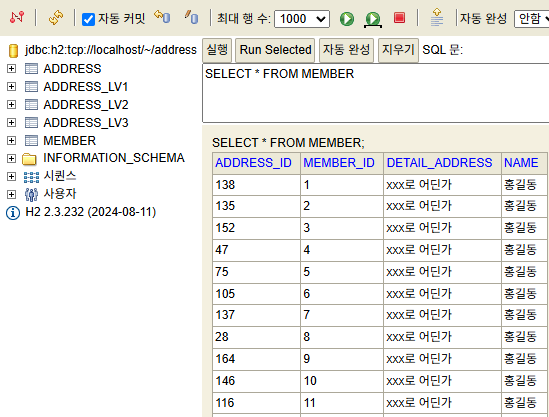 자동 커밋 최대 행 수: 1000 자동 완성 안함
jdbc:h2:tcp://localhost/~/address
ADDRESS
ADDRESS_LV1
ADDRESS_LV2
ADDRESS_LV3
MEMBER
INFORMATION_SCHEMA
시퀀스
사용자
H2 2.3.232 (2024-08-11)
실행 Run Selected 자동 완성 지우기 SQL 문:
SELECT * FROM MEMBER
SELECT * FROM MEMBER;
ADDRESS_ID MEMBER_ID DETAIL_ADDRESS NAME
138 1 xxx로 어딘가 홍길동
135 2 xxx로 어딘가 홍길동
152 3 xxx로 어딘가 홍길동
47 4 xxx로 어딘가 홍길동
75 5 xxx로 어딘가 홍길동
105 6 xxx로 어딘가 홍길동
137 7 xxx로 어딘가 홍길동
28 8 xxx로 어딘가 홍길동
164 9 xxx로 어딘가 홍길동
146 10 xxx로 어딘가 홍길동
116 11 xxx로 어딘가 홍길동